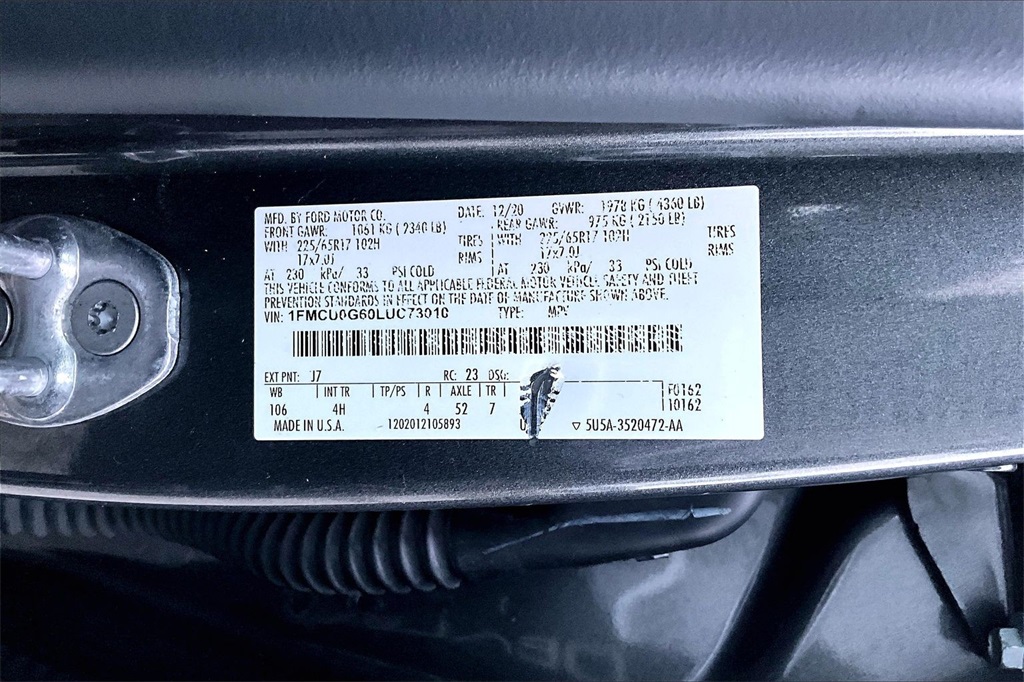 MFD. BY FORD MOTOR CO. DATE: 12/20 GVWR: 1978 KG ( 4360 LB)
FRONT GAWR: 1061 KG ( 2340 LB) REAR GAWR: 975 KG ( 2150 LB)
WITH 225/65R17 102H TIRES WITH 225/65R17 102H TIRES
17x7.0J RIMS 17x7.0J RIMS
AT 230 kPa/ 33 PSI COLD AT 230 kPa/ 33 PSI COLD
THIS VEHICLE CONFORMS TO ALL APPLICABLE FEDERAL MOTOR VEHICLE SAFETY AND THEFT
PREVENTION STANDARDS IN EFFECT ON THE DATE OF MANUFACTURE SHOWN ABOVE.
VIN: 1FMCU0G60LUC73010 TYPE: MPV
EXT PNT: J7 RC: 23 DSO:
WB INT TR TP/PS R AXLE TR F0162
106 4H 4 52 7 10162
MADE IN U.S.A. 1202012105893 ▽ 5U5A-3520472-AA